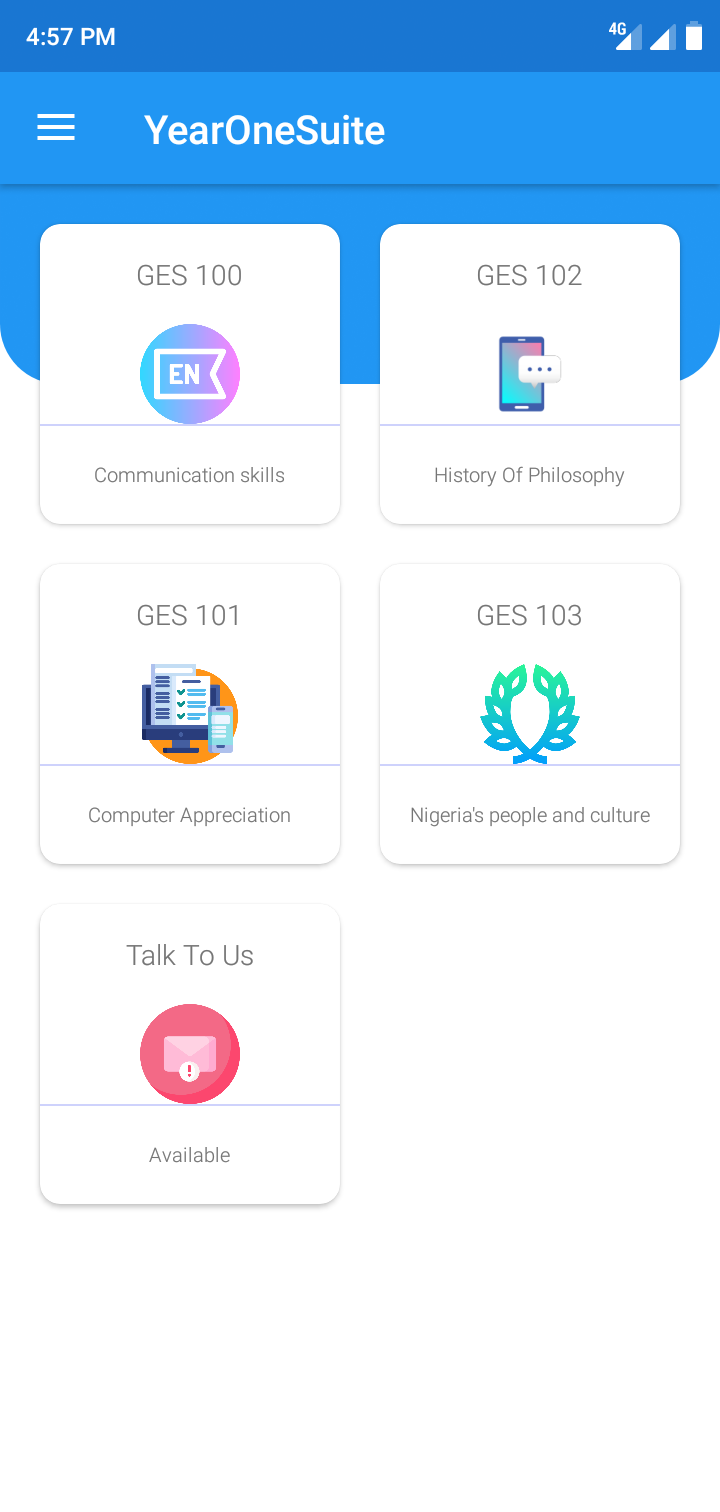 4:57 PM
4G
YearOneSuite
GES 100
EN
Communication skills
GES 102
History Of Philosophy
GES 101
Computer Appreciation
GES 103
Nigeria's people and culture
Talk To Us
Available